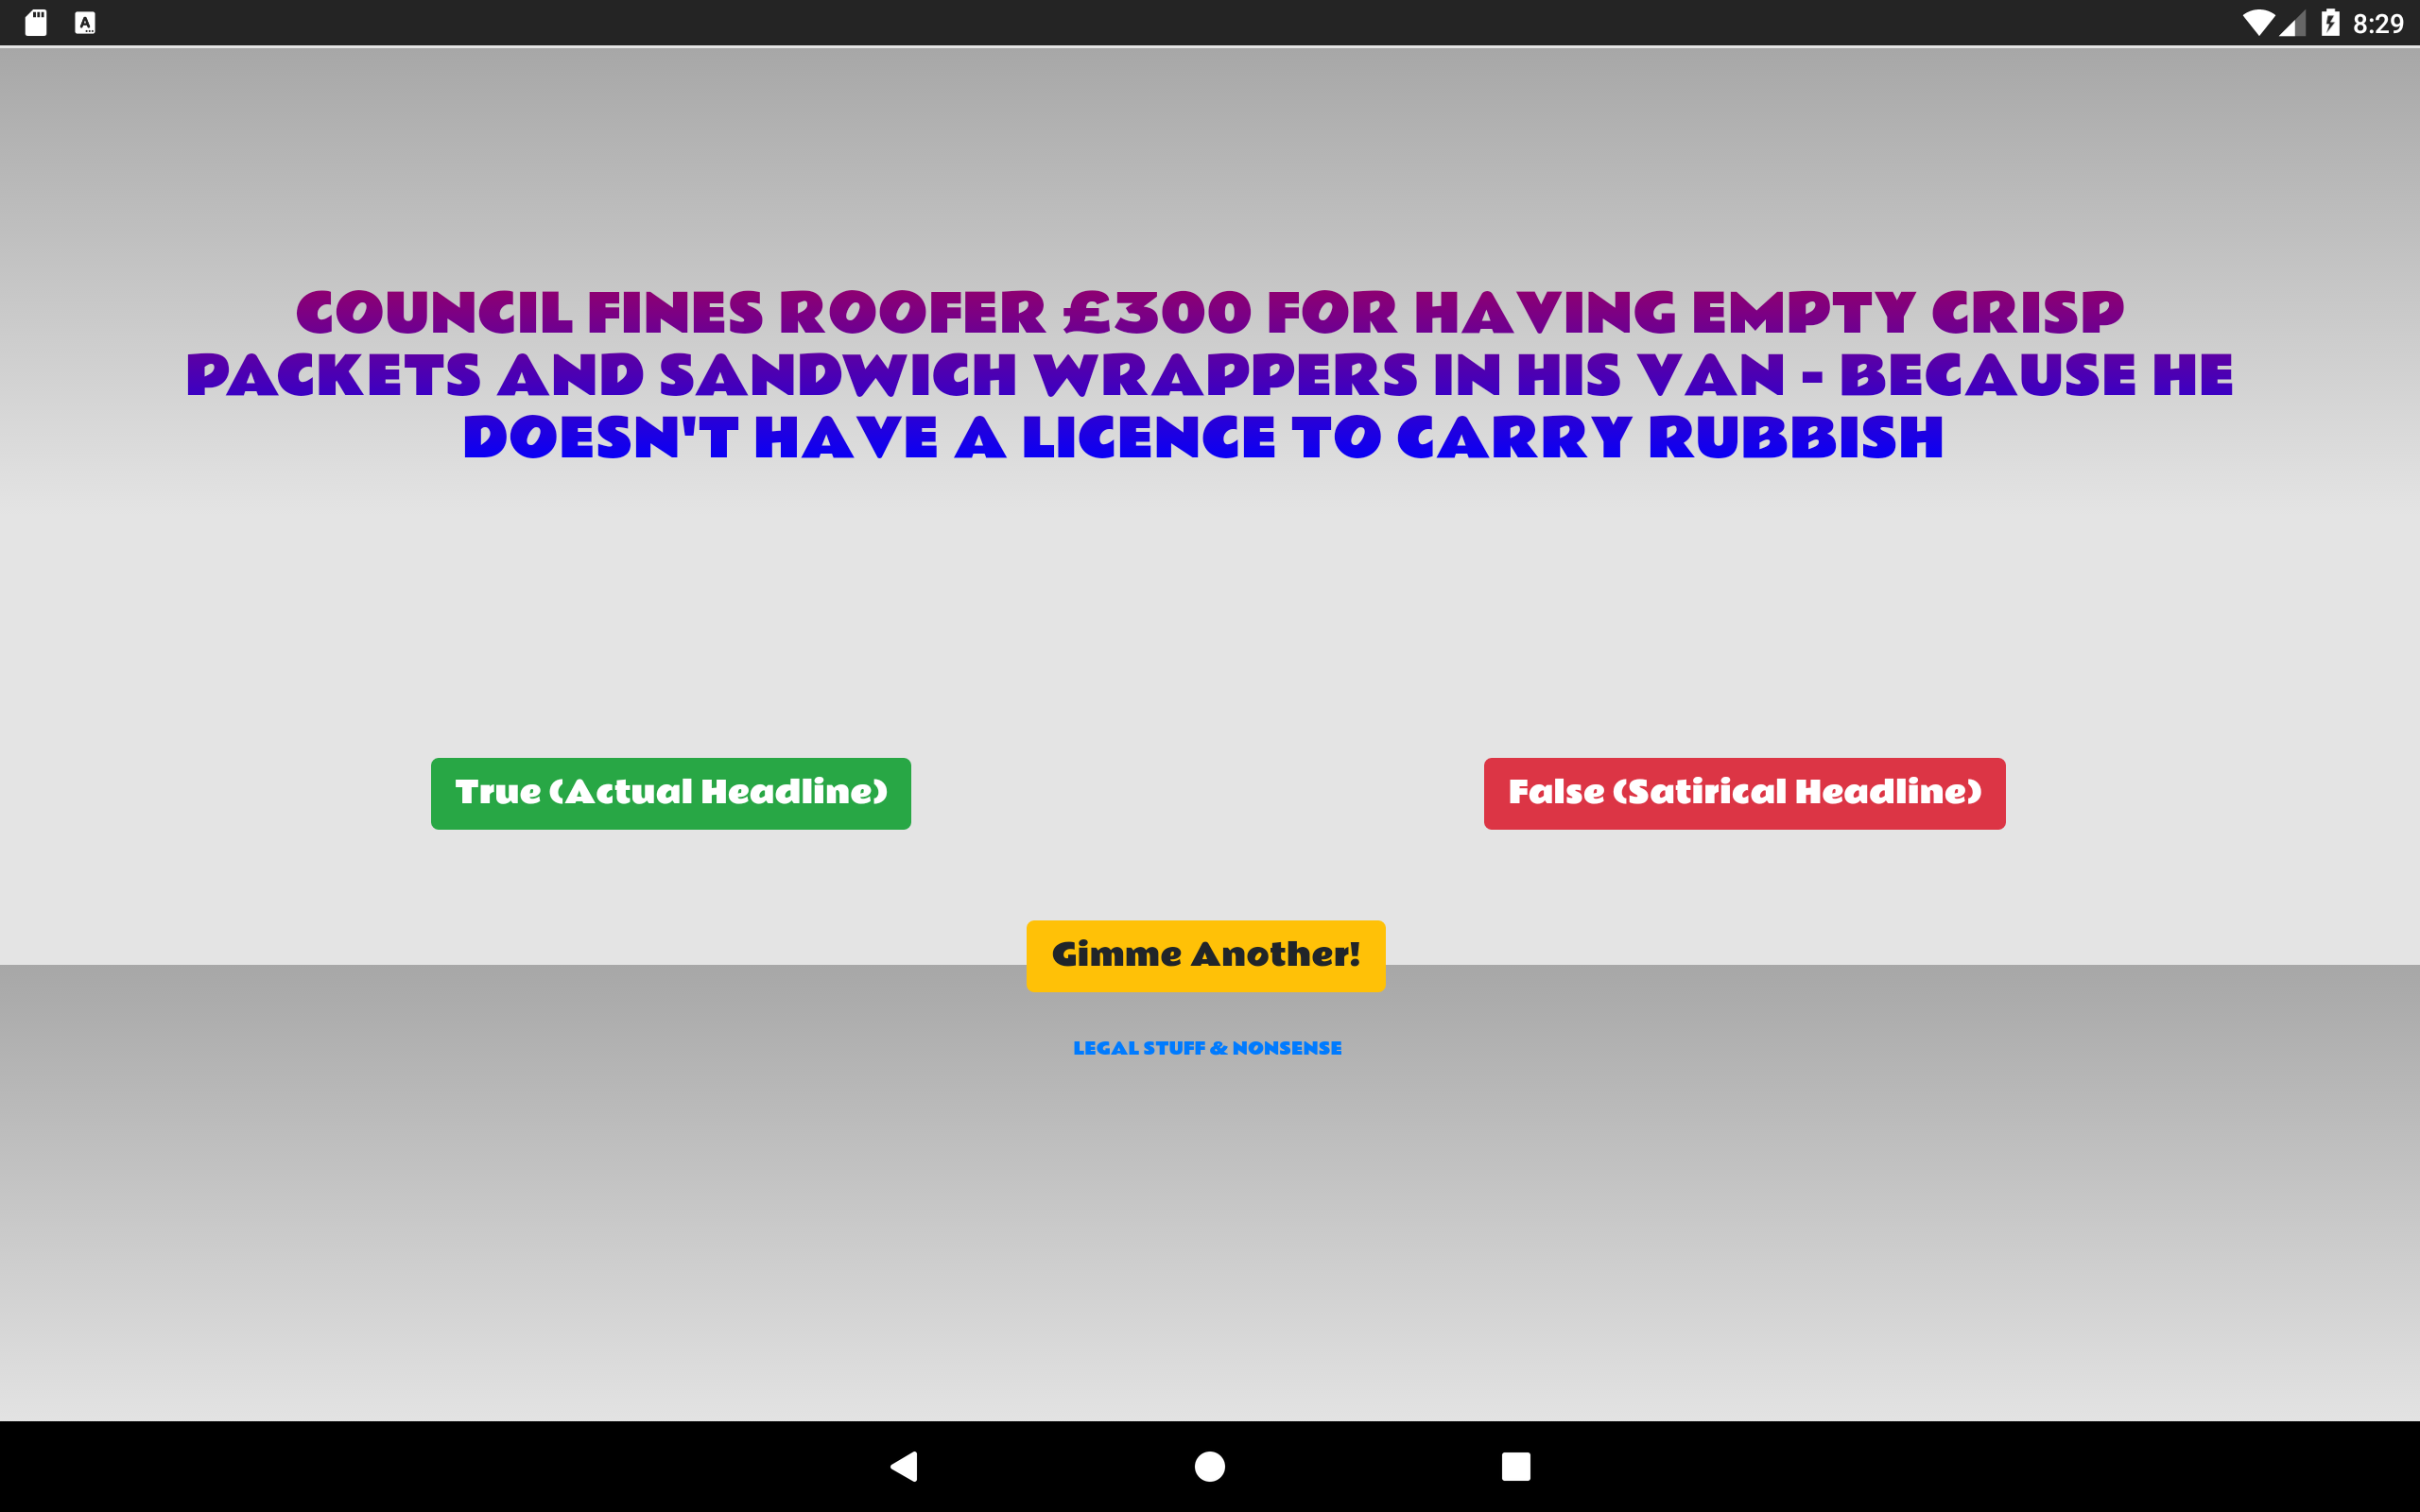 8:29
COUNCIL FINES ROOFER £300 FOR HAVING EMPTY CRISP
PACKETS AND SANDWICH WRAPPERS IN HIS VAN - BECAUSE HE
DOESN'T HAVE A LICENCE TO CARRY RUBBISH
True (Actual Headline)
False (Satirical Headline)
Gimme Another!
LEGAL STUFF & NONSENSE